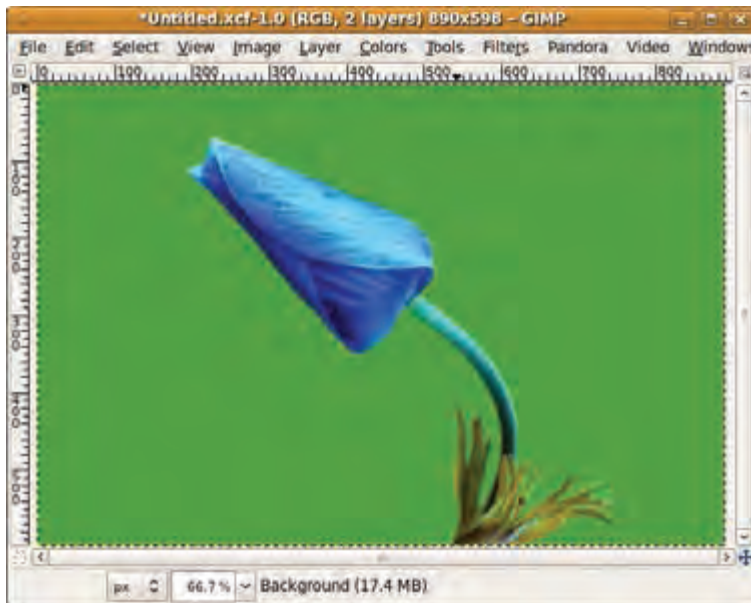 *Untitled.xcf-1.0 (RGB, 2 layers) 890x598 – GIMP
File Edit Select View Image Layer Colors Tools Filters Pandora Video Window
0 100 200 300 400 500 600 700 800
px 66.7% Background (17.4 MB)